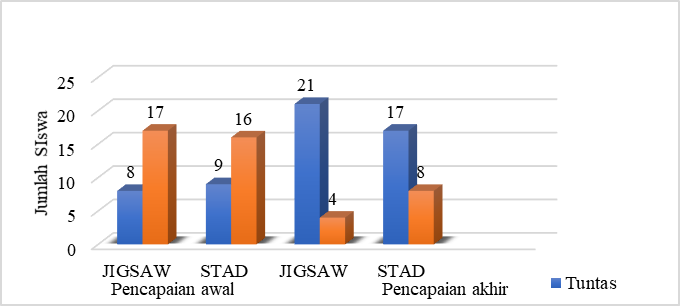 Jumlah SIswa
25
20
15
10
5
0
8
17
9
16
21
4
17
8
JIGSAW
STAD
JIGSAW
STAD
Pencapaian awal
Pencapaian akhir
Tuntas